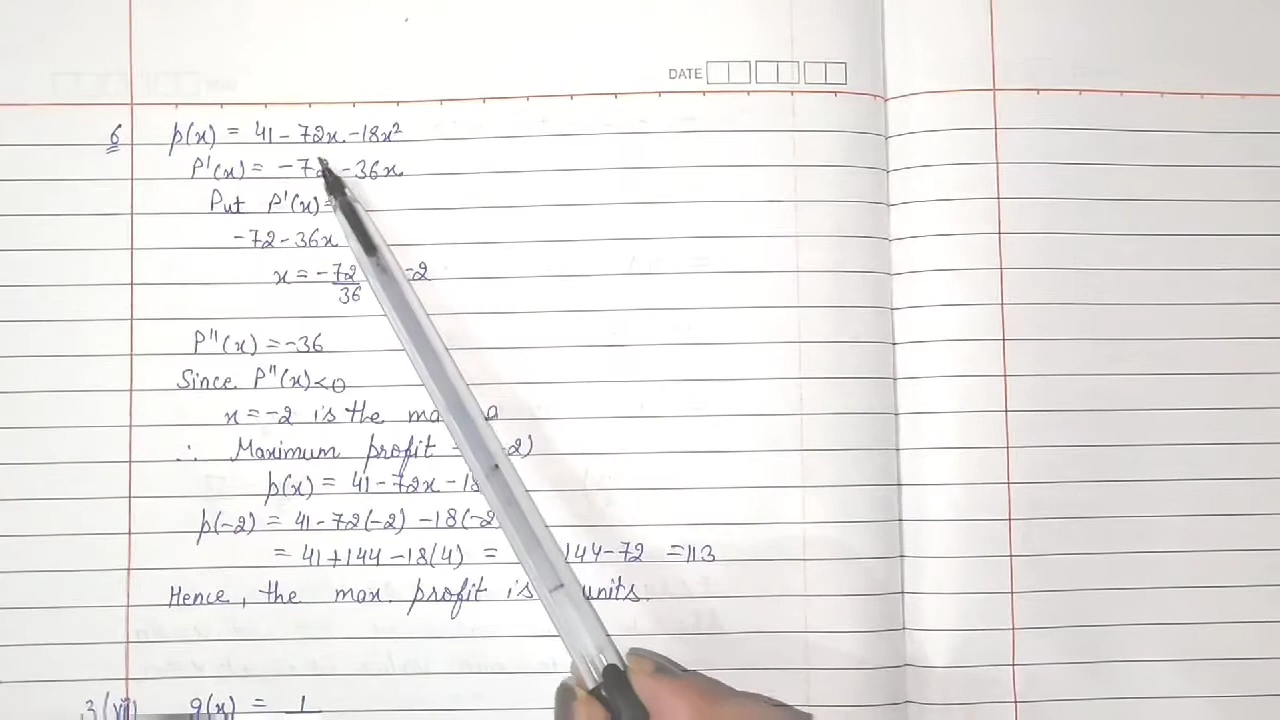 DATE
6 p(x) = 41 - 72x - 18x²
P'(x) = -72 - 36x
Put P'(x) =
-72 - 36x
x = -72/36 -2
P''(x) = -36
Since P''(x) < 0
x = -2 is the
∴ Maximum profit -2)
p(x) = 41 - 72x - 18
p(-2) = 41 - 72(-2) - 18(-2
= 41 + 144 - 18(4) = 144 - 72 = 113
Hence, the max. profit is units.
3(vii) g(x) = 1